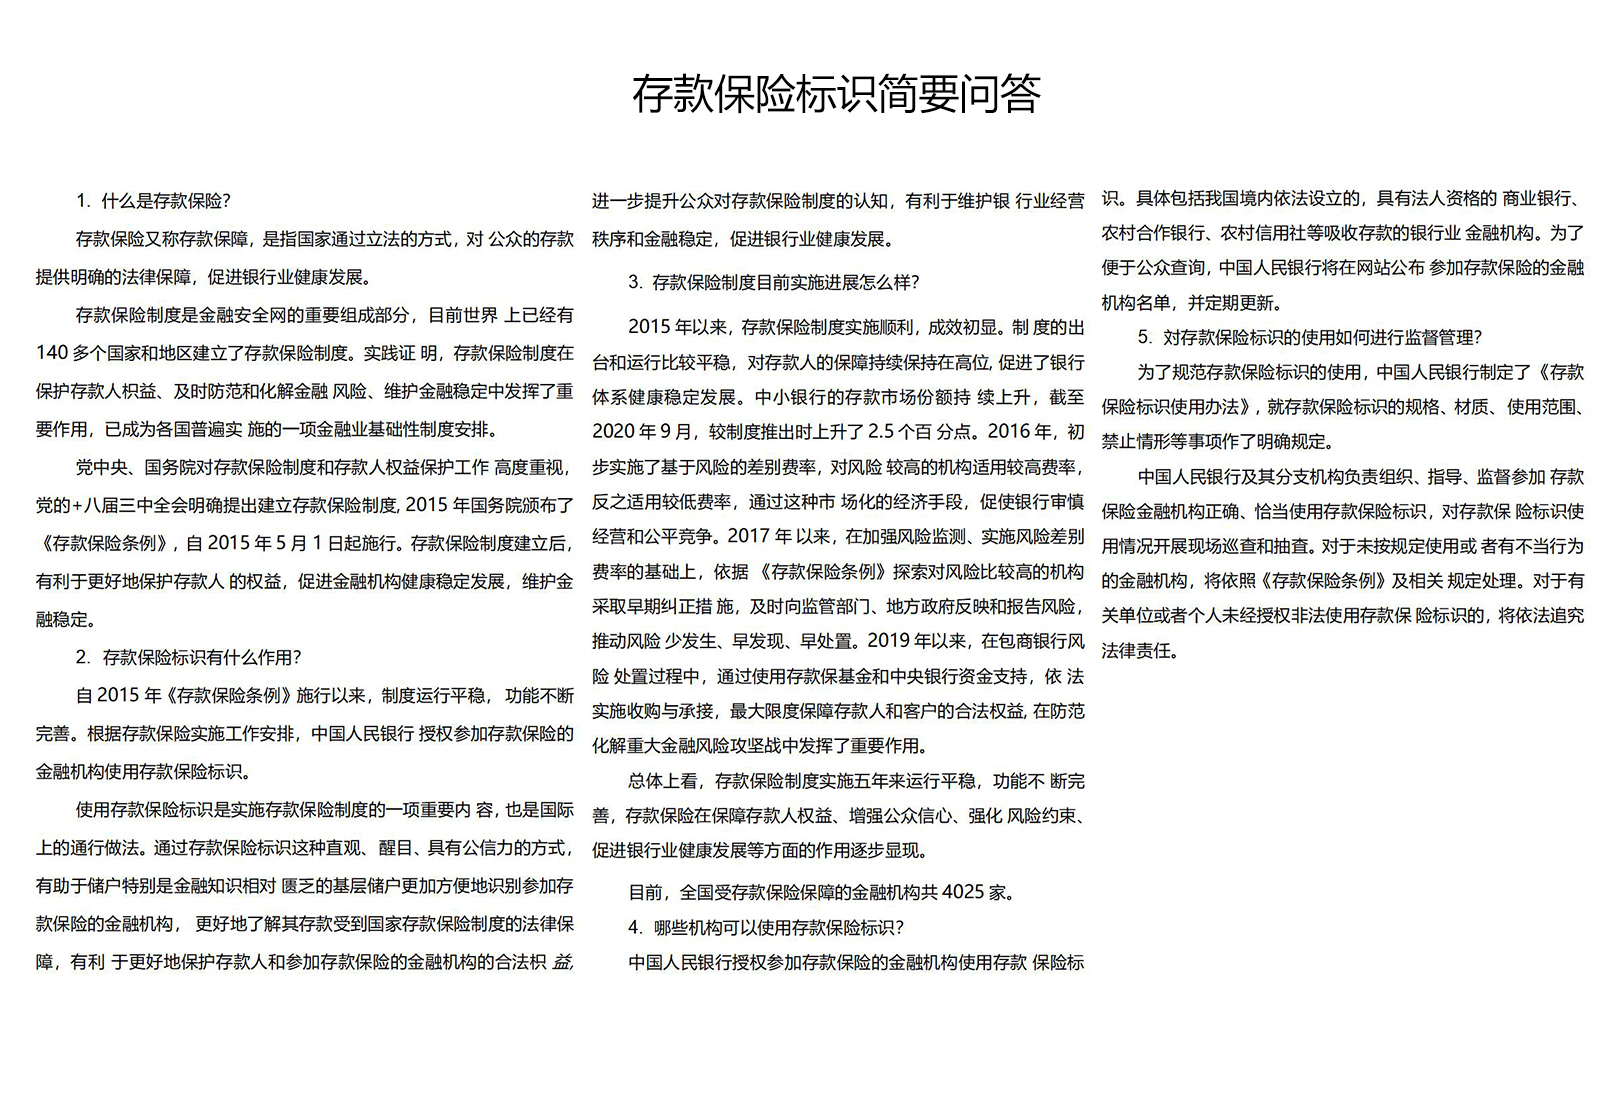 存款保险标识简要问答
1. 什么是存款保险？
存款保险又称存款保障，是指国家通过立法的方式，对 公众的存款
提供明确的法律保障，促进银行业健康发展。
存款保险制度是金融安全网的重要组成部分，目前世界 上已经有
140 多个国家和地区建立了存款保险制度。实践证 明，存款保险制度在
保护存款人枳益、及时防范和化解金融 风险、维护金融稳定中发挥了重
要作用，已成为各国普遍实 施的一项金融业基础性制度安排。
党中央、国务院对存款保险制度和存款人权益保护工作 高度重视，
党的+八届三中全会明确提出建立存款保险制度, 2015 年国务院颁布了
《存款保险条例》，自 2015 年 5 月 1 日起施行。存款保险制度建立后，
有利于更好地保护存款人 的权益，促进金融机构健康稳定发展，维护金
融稳定。
2. 存款保险标识有什么作用？
自 2015 年《存款保险条例》施行以来，制度运行平稳， 功能不断
完善。根据存款保险实施工作安排，中国人民银行 授权参加存款保险的
金融机构使用存款保险标识。
使用存款保险标识是实施存款保险制度的一项重要内 容，也是国际
上的通行做法。通过存款保险标识这种直观、醒目、具有公信力的方式，
有助于储户特别是金融知识相对 匮乏的基层储户更加方便地识别参加存
款保险的金融机构， 更好地了解其存款受到国家存款保险制度的法律保
障，有利 于更好地保护存款人和参加存款保险的金融机构的合法枳 益,
进一步提升公众对存款保险制度的认知，有利于维护银 行业经营
秩序和金融稳定，促进银行业健康发展。
3. 存款保险制度目前实施进展怎么样？
2015 年以来，存款保险制度实施顺利，成效初显。制 度的出
台和运行比较平稳，对存款人的保障持续保持在高位, 促进了银行
体系健康稳定发展。中小银行的存款市场份额持 续上升，截至
2020 年 9 月，较制度推出时上升了 2.5 个百 分点。2016 年，初
步实施了基于风险的差别费率，对风险 较高的机构适用较高费率，
反之适用较低费率，通过这种市 场化的经济手段，促使银行审慎
经营和公平竞争。2017 年 以来，在加强风险监测、实施风险差别
费率的基础上，依据 《存款保险条例》探索对风险比较高的机构
采取早期纠正措 施，及时向监管部门、地方政府反映和报告风险，
推动风险 少发生、早发现、早处置。2019 年以来，在包商银行风
险 处置过程中，通过使用存款保基金和中央银行资金支持，依 法
实施收购与承接，最大限度保障存款人和客户的合法权益, 在防范
化解重大金融风险攻坚战中发挥了重要作用。
总体上看，存款保险制度实施五年来运行平稳，功能不 断完
善，存款保险在保障存款人权益、增强公众信心、强化 风险约束、
促进银行业健康发展等方面的作用逐步显现。
目前，全国受存款保险保障的金融机构共 4025 家。
4. 哪些机构可以使用存款保险标识？
中国人民银行授权参加存款保险的金融机构使用存款 保险标
识。具体包括我国境内依法设立的，具有法人资格的 商业银行、
农村合作银行、农村信用社等吸收存款的银行业 金融机构。为了
便于公众查询，中国人民银行将在网站公布 参加存款保险的金融
机构名单，并定期更新。
5. 对存款保险标识的使用如何进行监督管理？
为了规范存款保险标识的使用，中国人民银行制定了《存款
保险标识使用办法》，就存款保险标识的规格、材质、使用范围、
禁止情形等事项作了明确规定。
中国人民银行及其分支机构负责组织、指导、监督参加 存款
保险金融机构正确、恰当使用存款保险标识，对存款保 险标识使
用情况开展现场巡查和抽查。对于未按规定使用或 者有不当行为
的金融机构，将依照《存款保险条例》及相关 规定处理。对于有
关单位或者个人未经授权非法使用存款保 险标识的，将依法追究
法律责任。